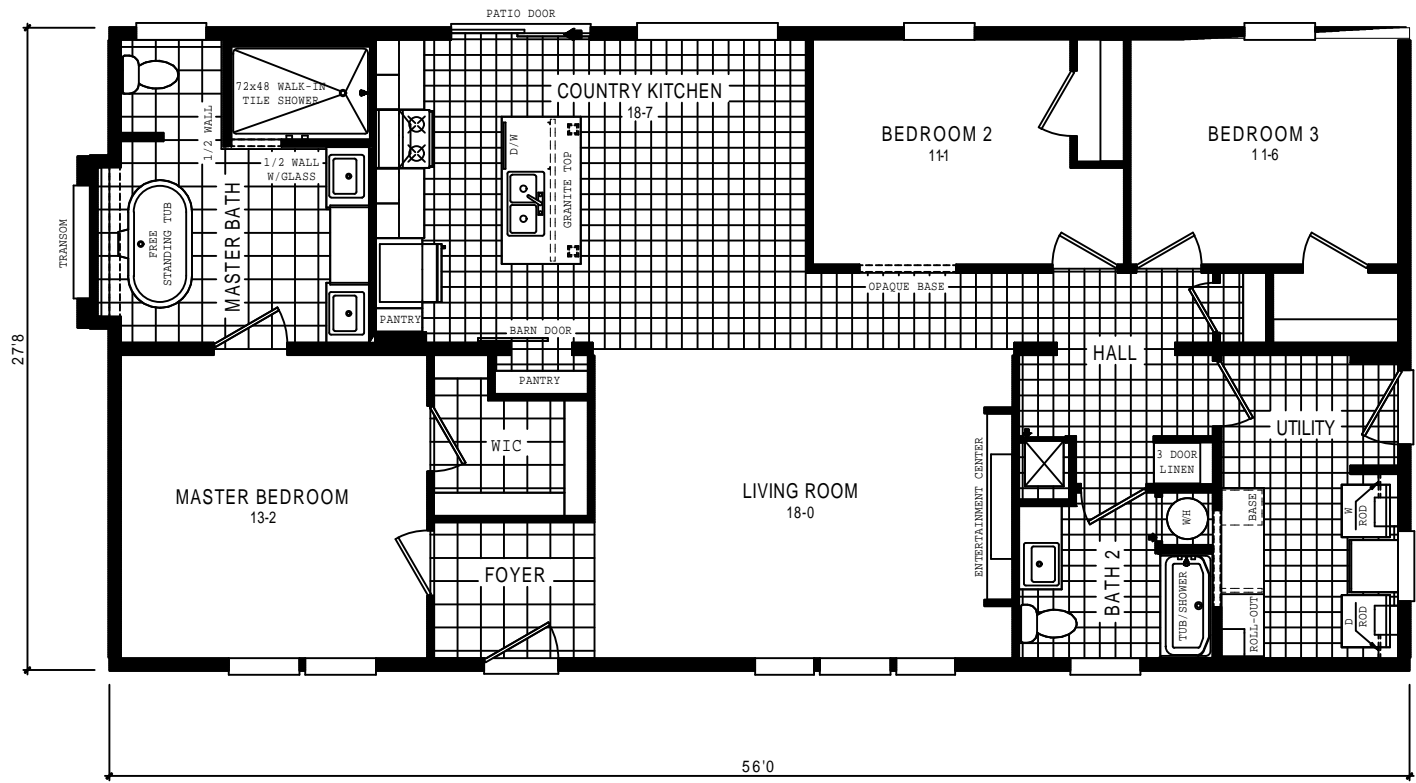 PATIO DOOR
72x48 WALK-IN
TILE SHOWER
1/2 WALL
1/2 WALL
W/GLASS
COUNTRY KITCHEN
18-7
D/W
GRANITE TOP
BEDROOM 2
11-1
BEDROOM 3
11-6
TRANSOM
FREE
STANDING TUB
MASTER BATH
OPAQUE BASE
PANTRY
BARN DOOR
27'8
HALL
PANTRY
WIC
UTILITY
MASTER BEDROOM
13-2
LIVING ROOM
18-0
ENTERTAINMENT CENTER
3 DOOR
LINEN
BASE
W
ROD
W/H
FOYER
BATH 2
TUB/SHOWER
ROLL-OUT
D
ROD
56'0